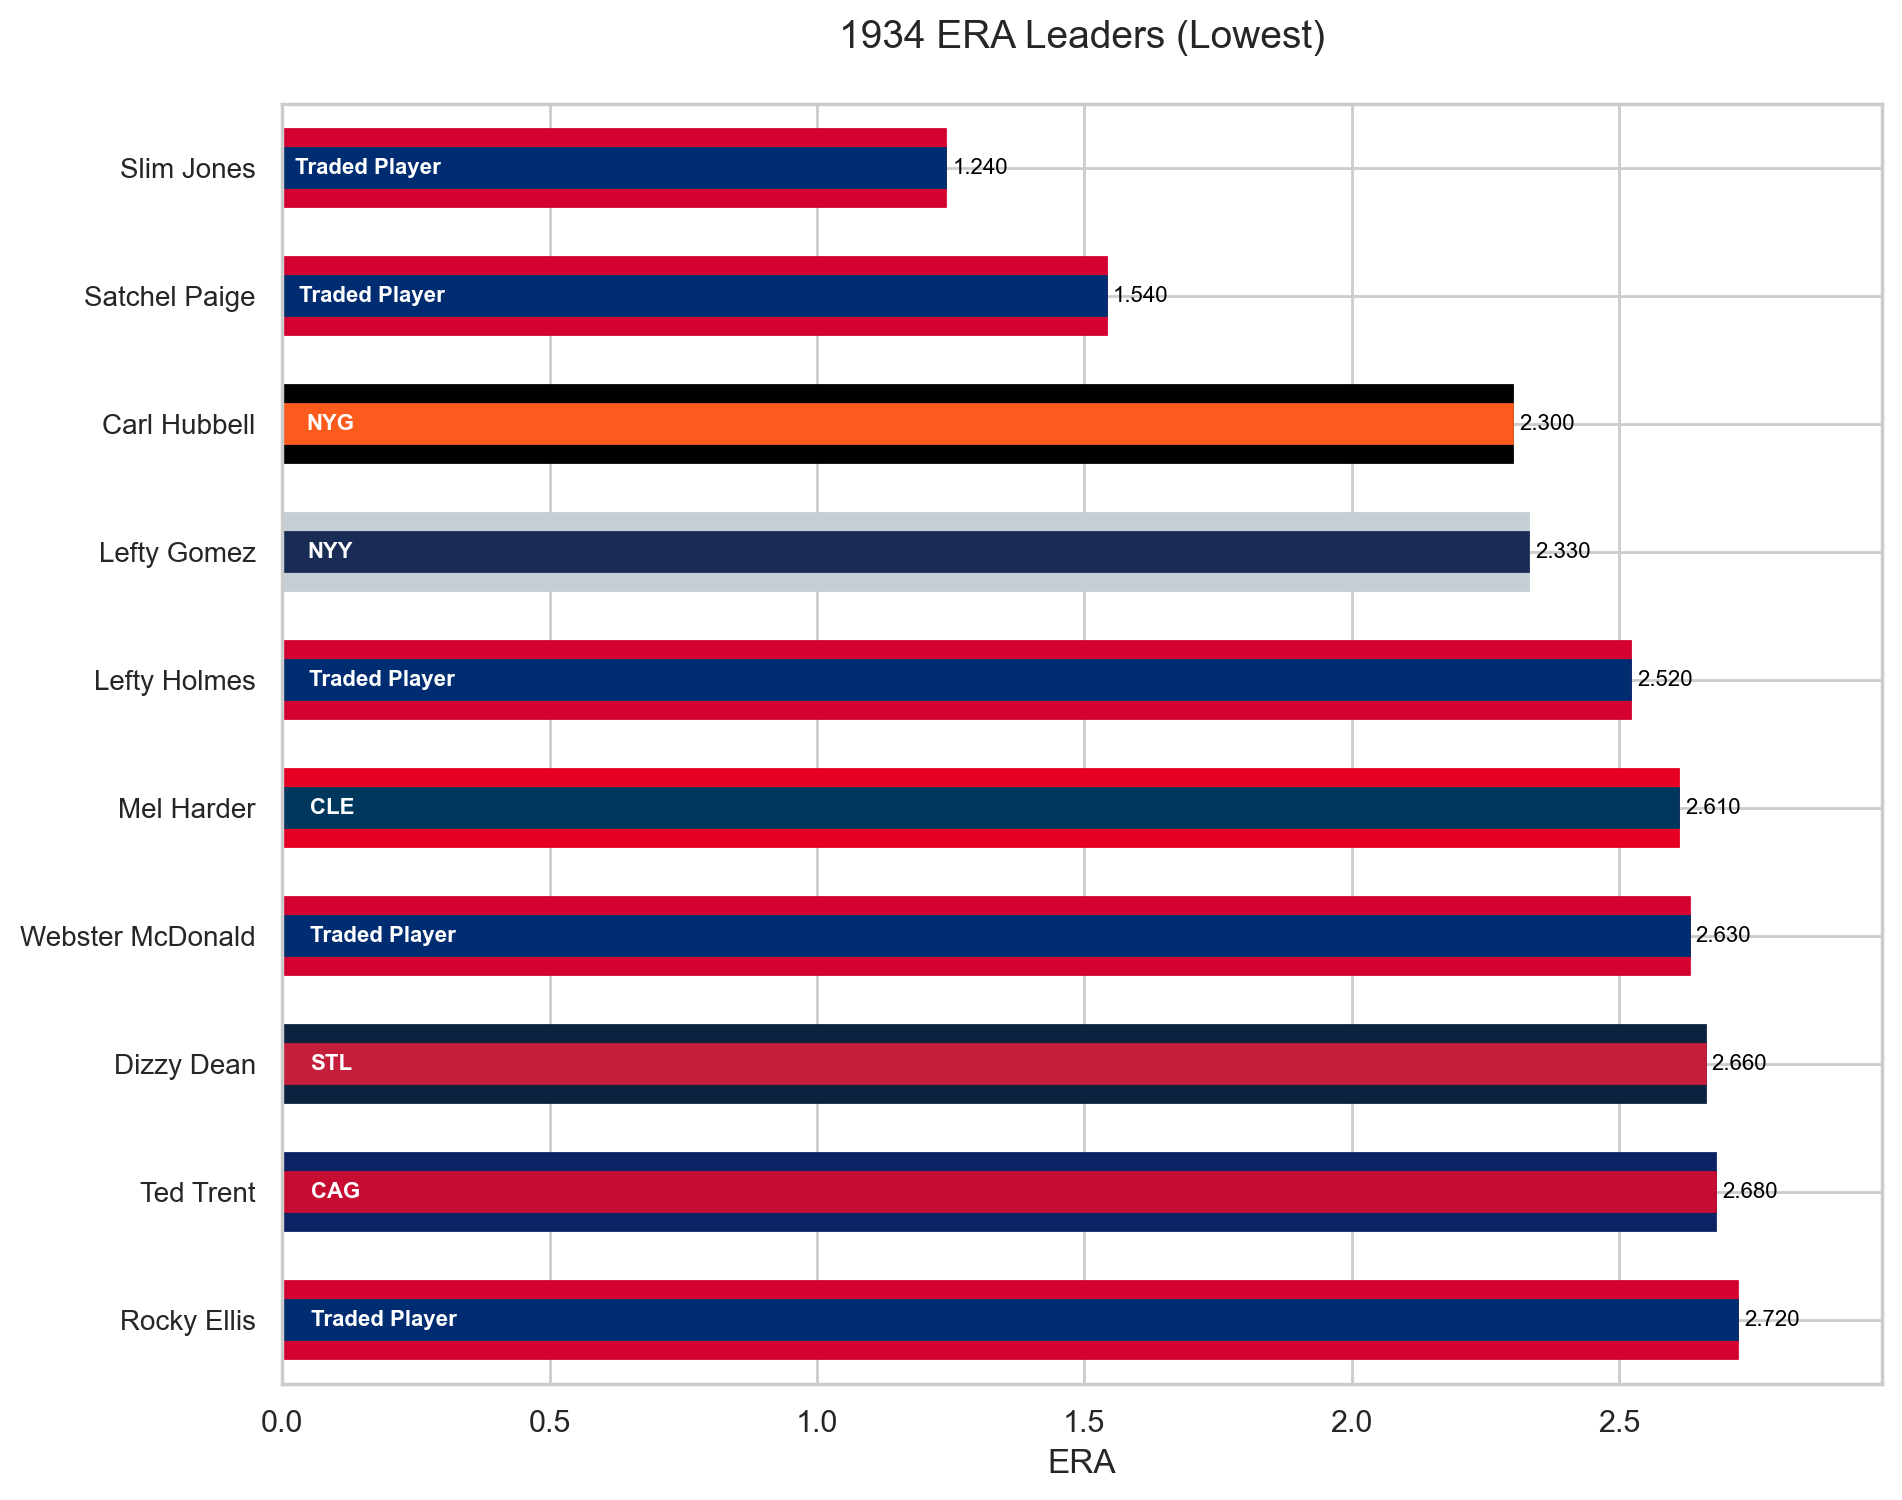 1934 ERA Leaders (Lowest)
Slim Jones Traded Player 1.240
Satchel Paige Traded Player 1.540
Carl Hubbell NYG 2.300
Lefty Gomez NYY 2.330
Lefty Holmes Traded Player 2.520
Mel Harder CLE 2.610
Webster McDonald Traded Player 2.630
Dizzy Dean STL 2.660
Ted Trent CAG 2.680
Rocky Ellis Traded Player 2.720
0.0 0.5 1.0 1.5 2.0 2.5
ERA